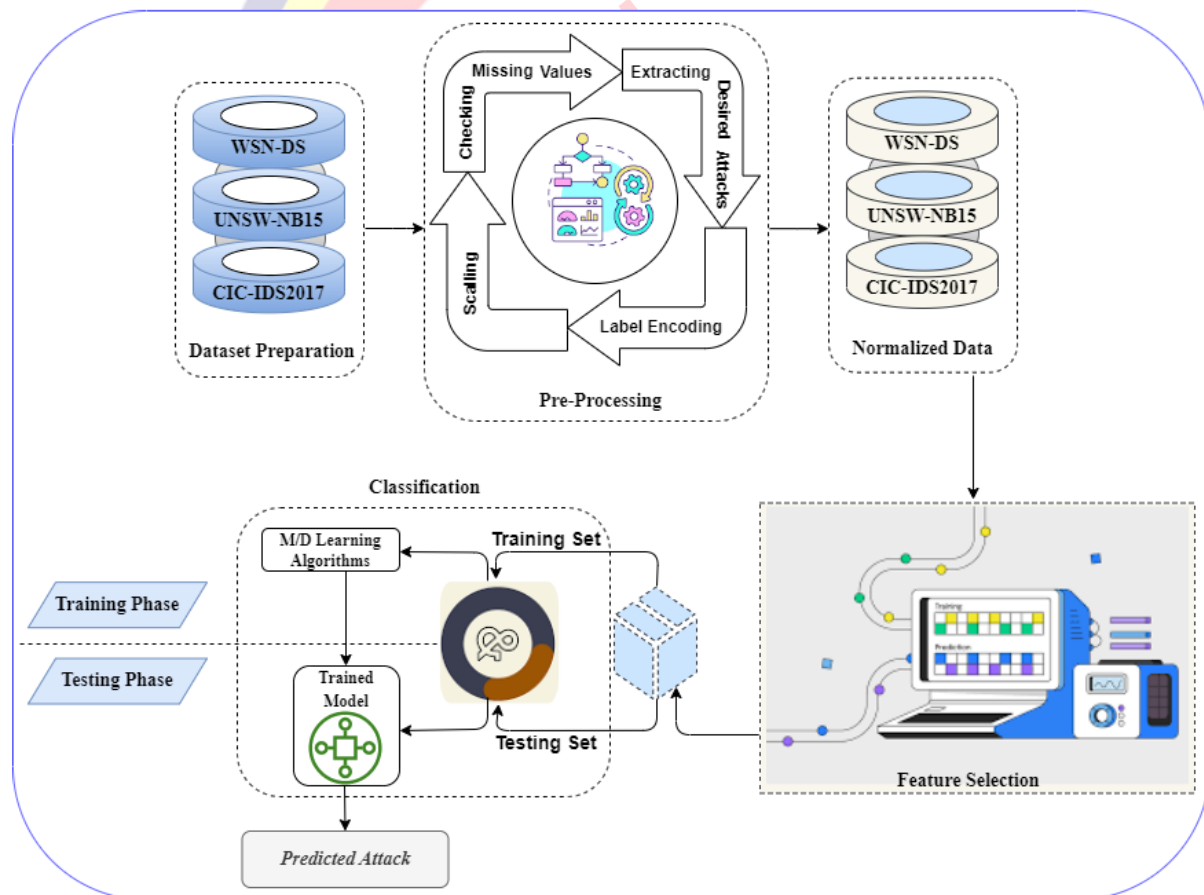 WSN-DS
UNSW-NB15
CIC-IDS2017
Dataset Preparation
Checking
Missing Values
Extracting
Desired Attacks
Label Encoding
Scalling
Pre-Processing
WSN-DS
UNSW-NB15
CIC-IDS2017
Normalized Data
Training
Prediction
Feature Selection
Classification
Training Set
Testing Set
M/D Learning
Algorithms
Trained
Model
Training Phase
Testing Phase
Predicted Attack